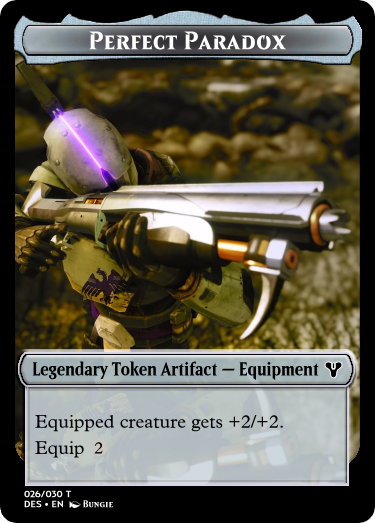 Perfect Paradox
Legendary Token Artifact — Equipment
Equipped creature gets +2/+2.
Equip 2
026/030 T
DES • EN Bungie